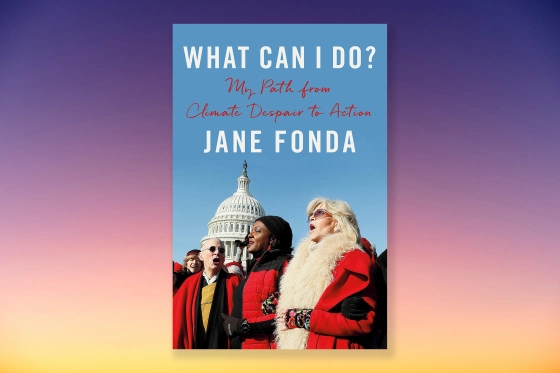 WHAT CAN I DO?
My Path from
Climate Despair to Action
JANE FONDA